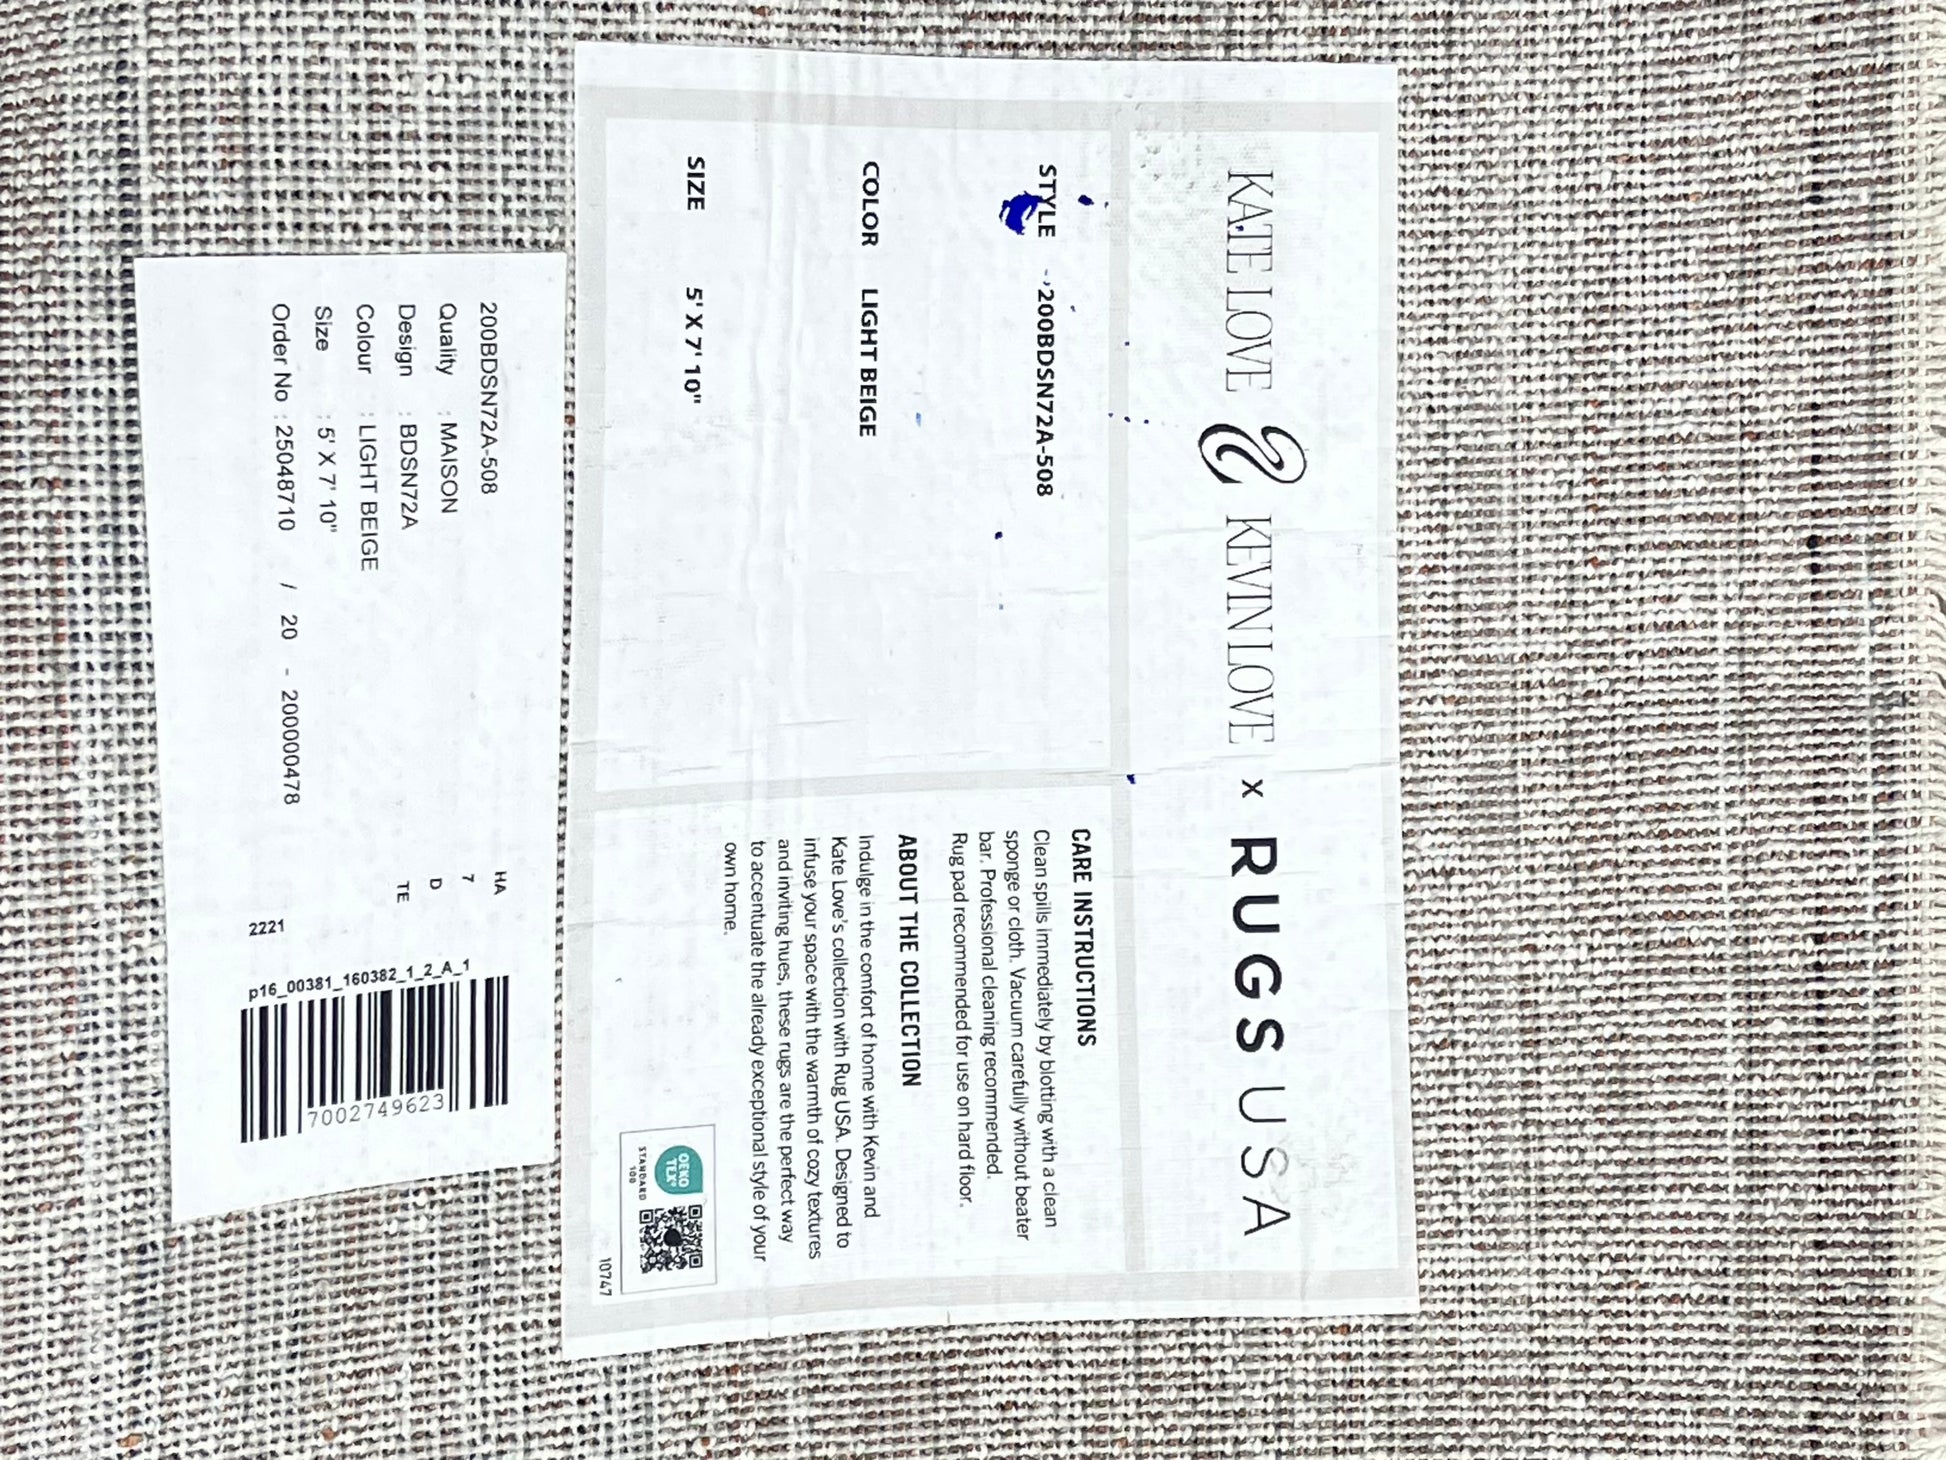 KATE LOVE & KEVIN LOVE x RUGS USA
STYLE 200BDSN72A-508
COLOR LIGHT BEIGE
SIZE 5' X 7' 10"
CARE INSTRUCTIONS
Clean spills immediately by blotting with a clean
sponge or cloth. Vacuum carefully without beater
bar. Professional cleaning recommended.
Rug pad recommended for use on hard floor.
ABOUT THE COLLECTION
Indulge in the comfort of home with Kevin and
Kate Love's collection with Rug USA. Designed to
infuse your space with the warmth of cozy textures
and inviting hues, these rugs are the perfect way
to accentuate the already exceptional style of your
own home.
OEKO
TEX®
STANDARD
100
10747
200BDSN72A-508
Quality : MAISON
Design : BDSN72A
Colour : LIGHT BEIGE
Size : 5' X 7' 10"
Order No : 25048710 / 20 - 200000478
HA
7
D
TE
2221
p16_00381_160382_1_2_A_1
7002749623